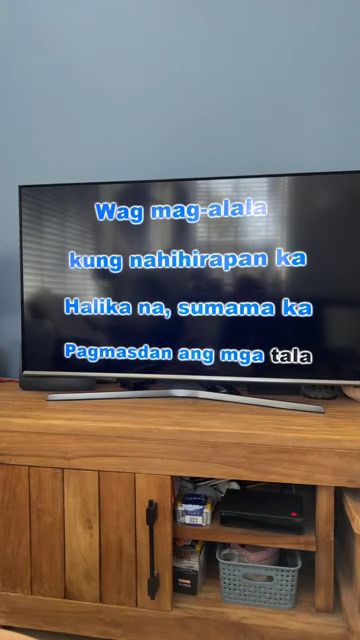 Wag mag-alala
kung nahihirapan ka
Halika na, sumama ka
Pagmasdan ang mga tala